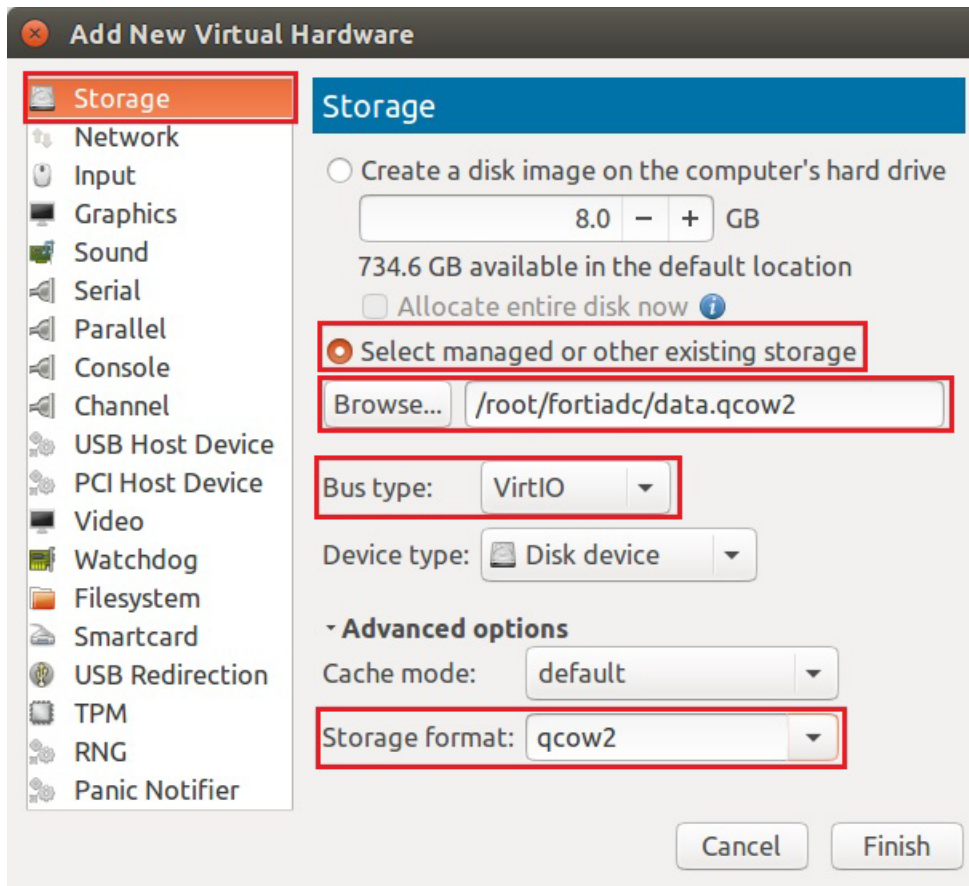 Add New Virtual Hardware
Storage
Network
Input
Graphics
Sound
Serial
Parallel
Console
Channel
USB Host Device
PCI Host Device
Video
Watchdog
Filesystem
Smartcard
USB Redirection
TPM
RNG
Panic Notifier
Storage
Create a disk image on the computer's hard drive
8.0 − + GB
734.6 GB available in the default location
Allocate entire disk now
Select managed or other existing storage
Browse... /root/fortiadc/data.qcow2
Bus type: VirtIO
Device type: Disk device
Advanced options
Cache mode: default
Storage format: qcow2
Cancel Finish